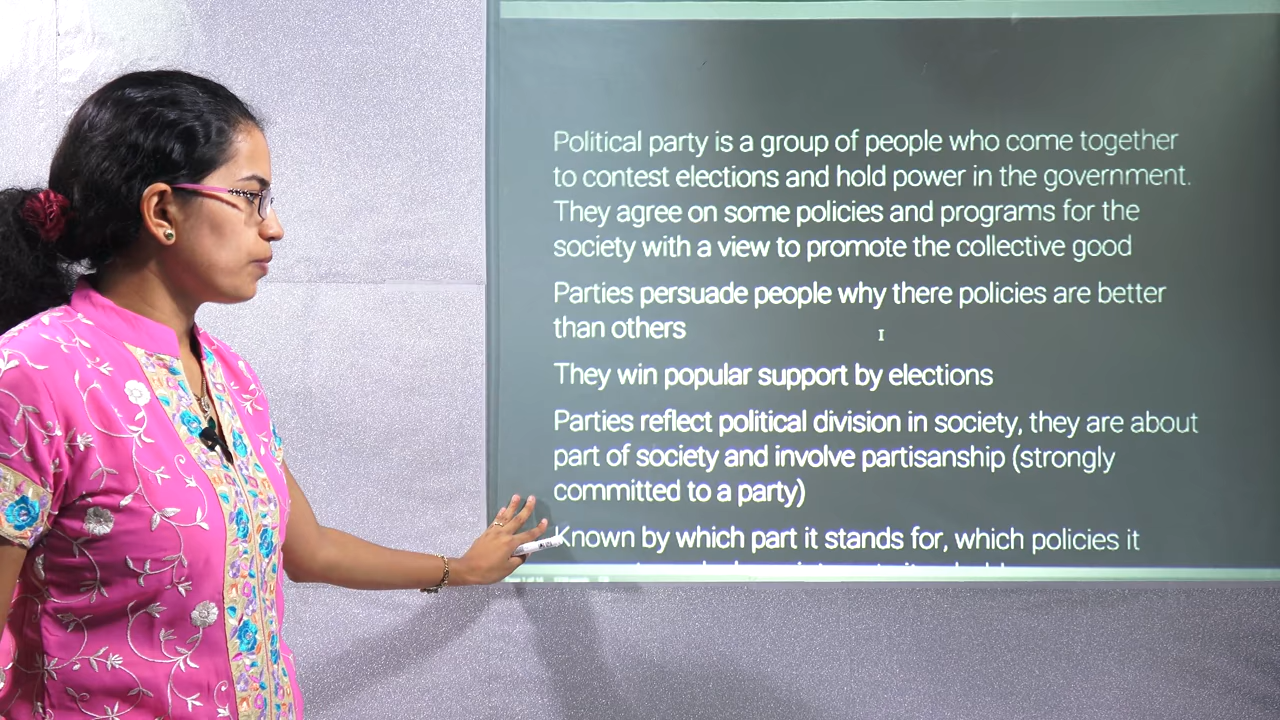 Political party is a group of people who come together
to contest elections and hold power in the government.
They agree on some policies and programs for the
society with a view to promote the collective good
Parties persuade people why there policies are better
than others
They win popular support by elections
Parties reflect political division in society, they are about
part of society and involve partisanship (strongly
committed to a party)
Known by which part it stands for, which policies it